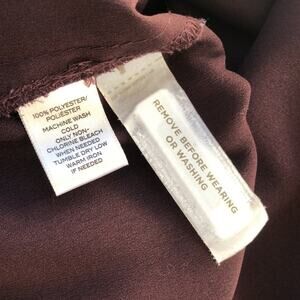 100% POLYESTER/
POLIÉSTER
MACHINE WASH
COLD
ONLY NON-
CHLORINE BLEACH
WHEN NEEDED
TUMBLE DRY LOW
WARM IRON
IF NEEDED
REMOVE BEFORE WEARING
OR WASHING